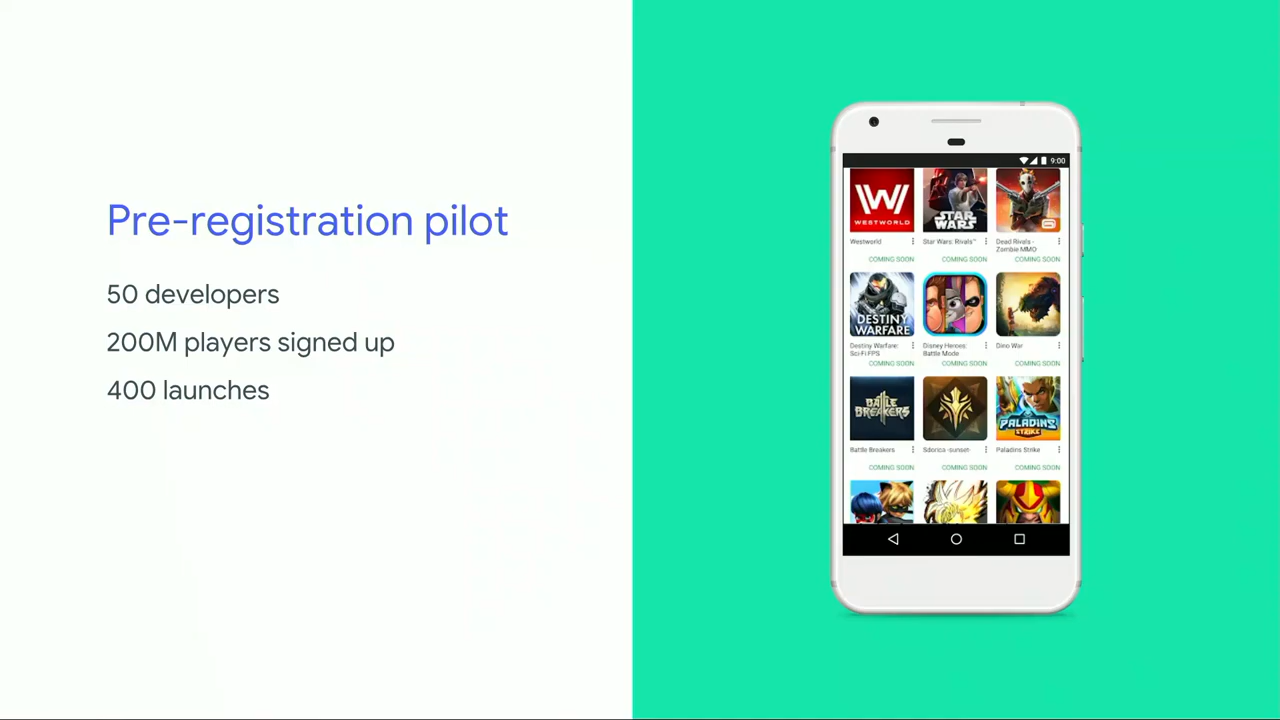 Pre-registration pilot
50 developers
200M players signed up
400 launches
9:00
WESTWORLD
STAR WARS
Westworld
Star Wars: Rivals™
Dead Rivals - Zombie MMO
COMING SOON
COMING SOON
COMING SOON
DESTINY WARFARE
Destiny Warfare: Sci-Fi FPS
Disney Heroes: Battle Mode
Dino War
COMING SOON
COMING SOON
COMING SOON
BATTLE BREAKERS
PALADINS STRIKE
Battle Breakers
Sdorica -sunset-
Paladins Strike
COMING SOON
COMING SOON
COMING SOON